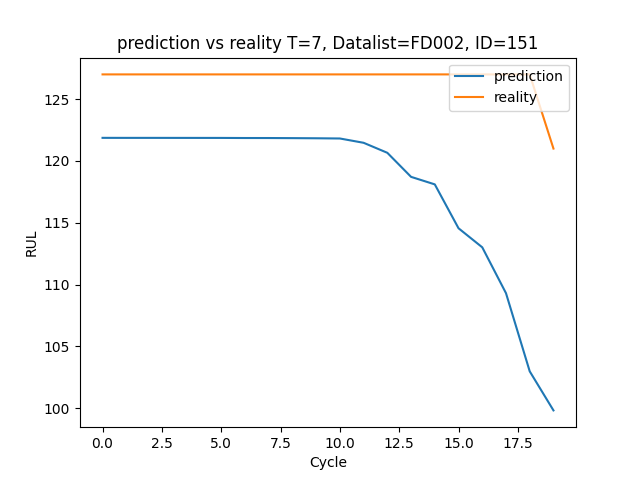 prediction vs reality T=7, Datalist=FD002, ID=151
prediction
reality
125
120
115
110
105
100
RUL
0.0 2.5 5.0 7.5 10.0 12.5 15.0 17.5
Cycle